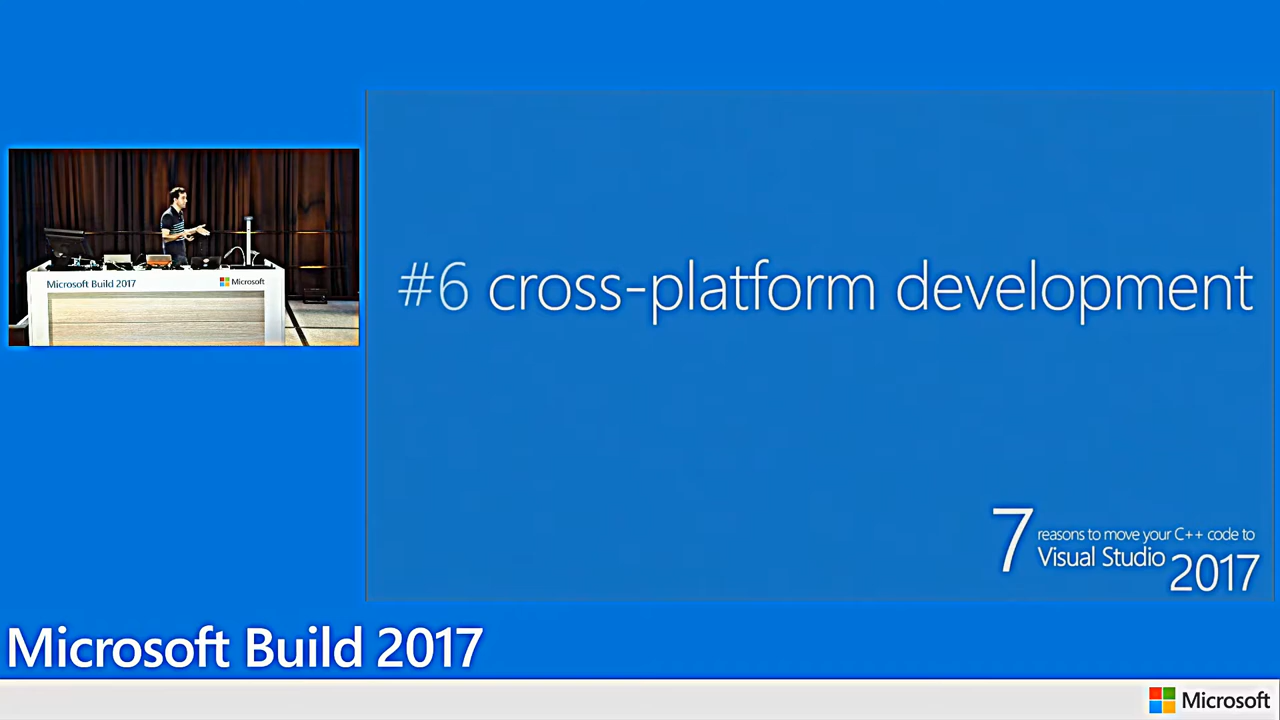 Microsoft Build 2017
Microsoft
#6 cross-platform development
7 reasons to move your C++ code to
Visual Studio 2017
Microsoft Build 2017
Microsoft